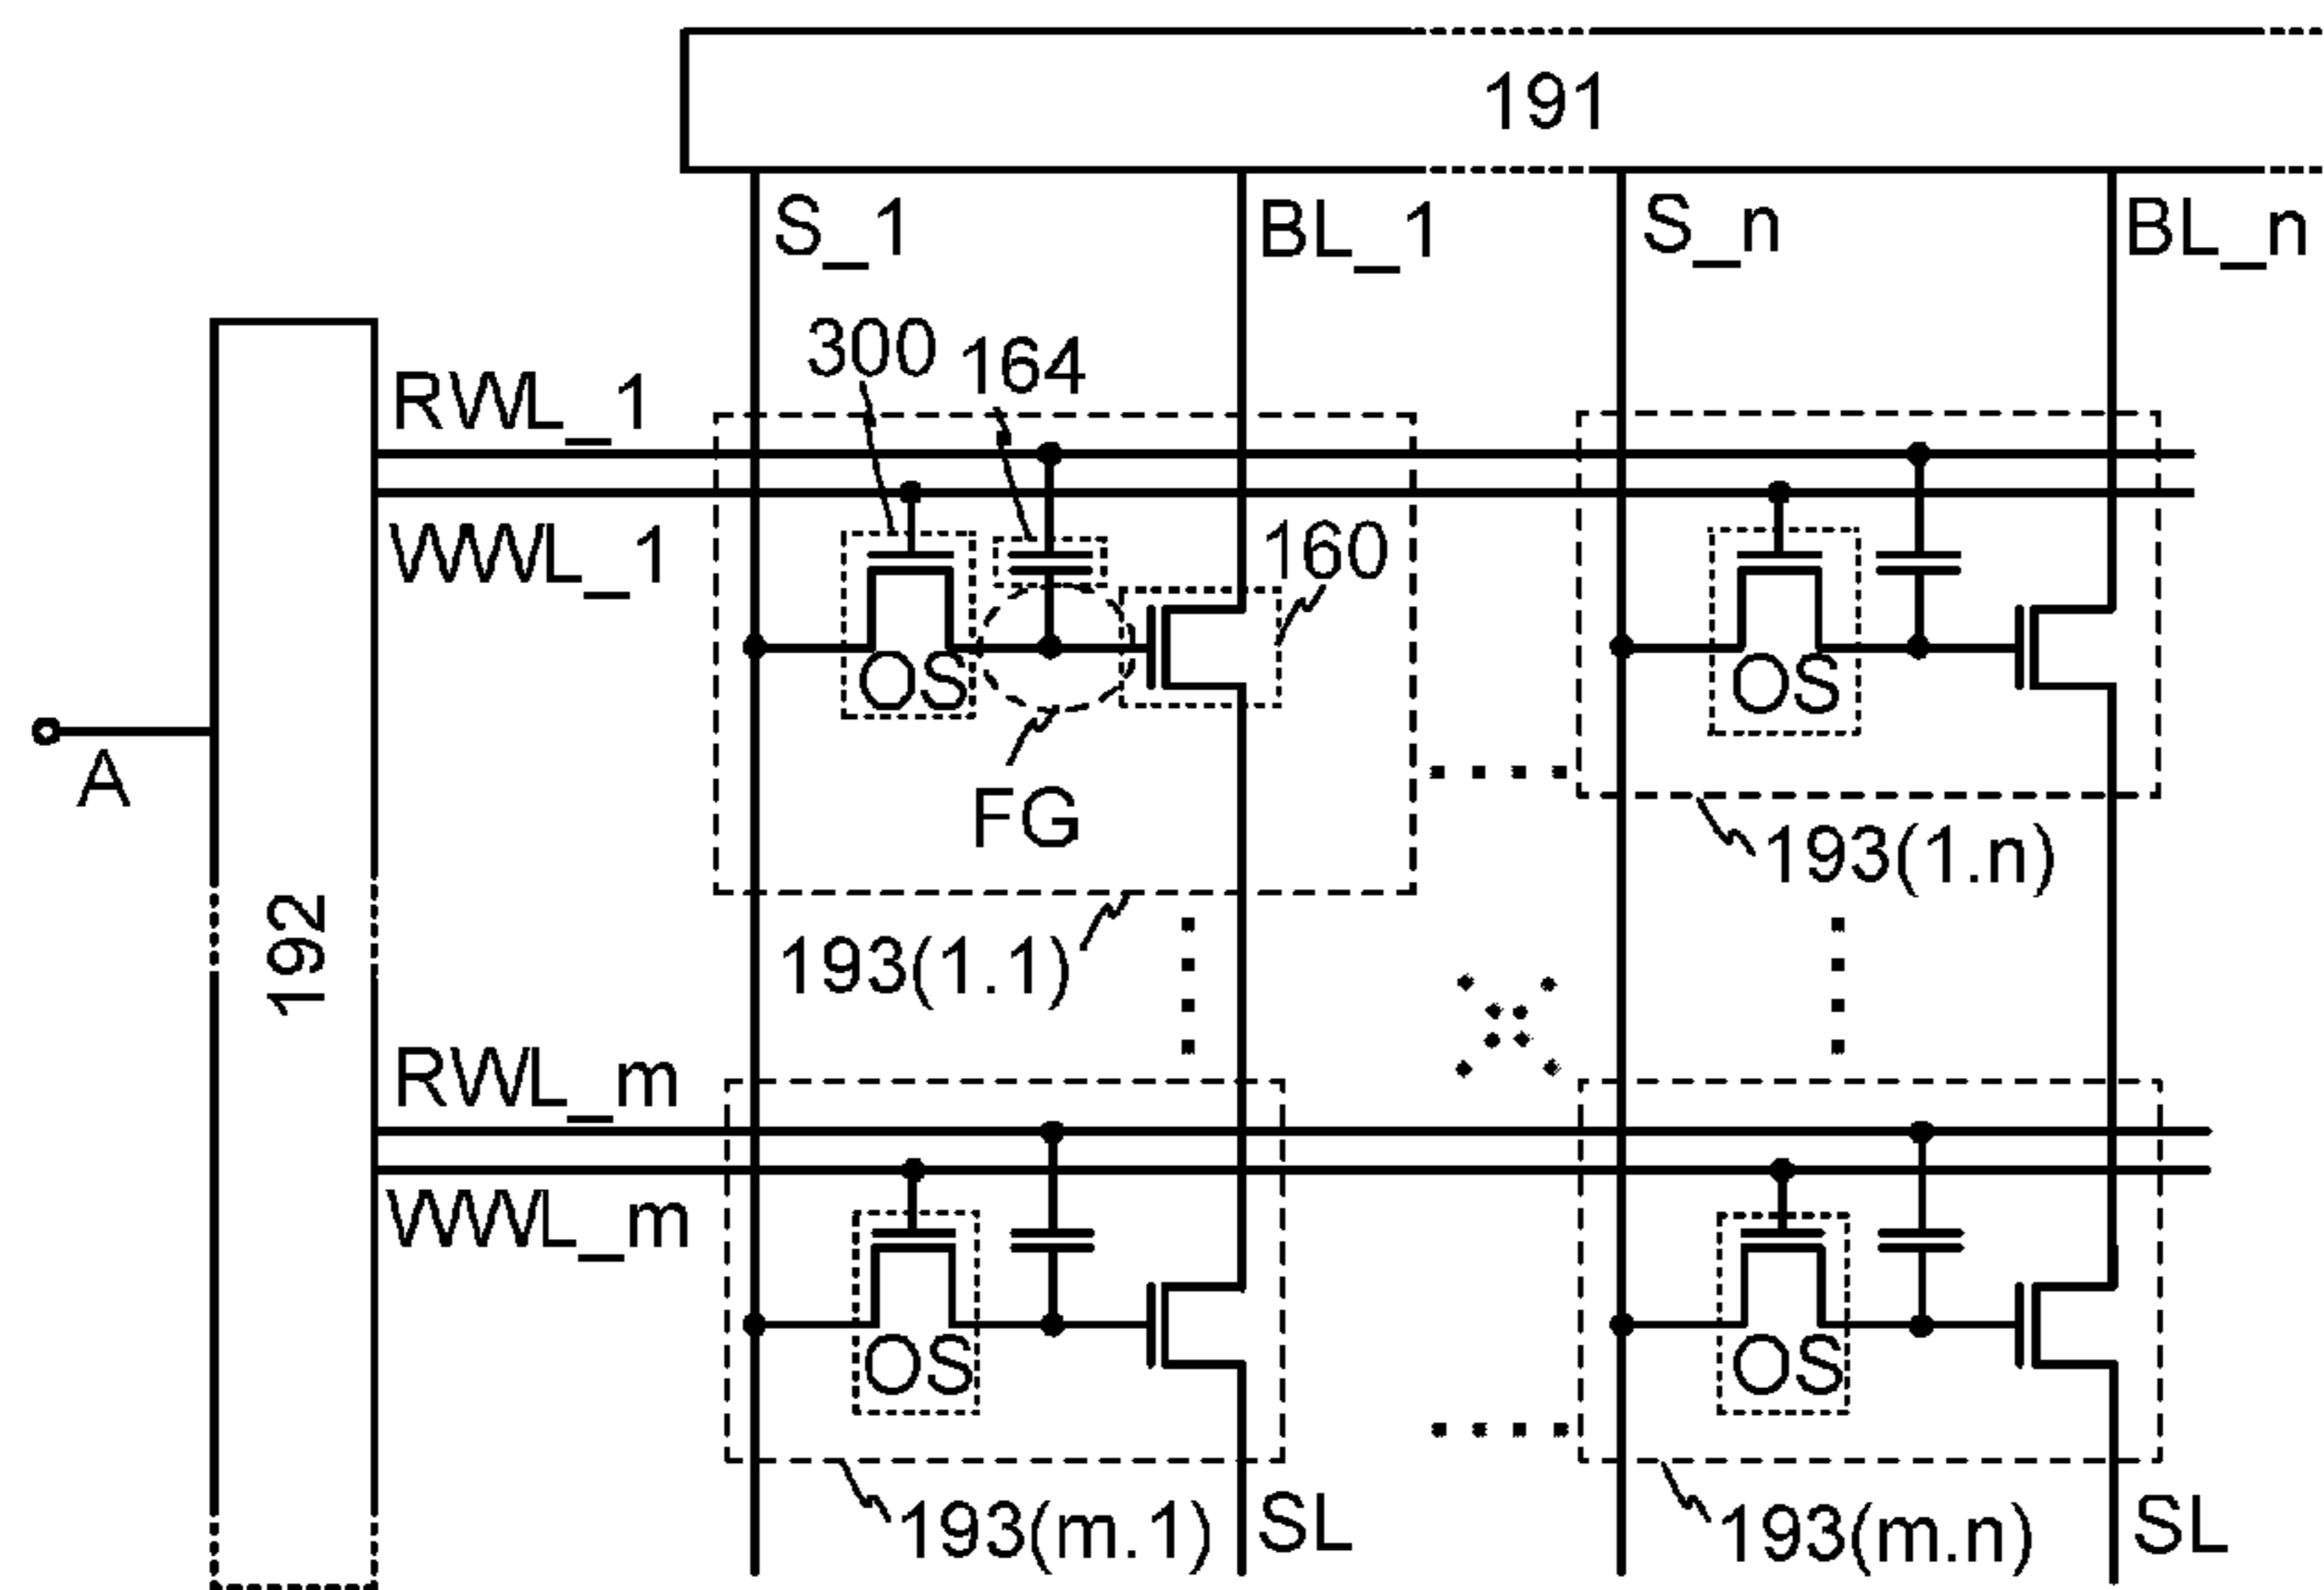 191
S_1
BL_1
S_n
BL_n
300
164
RWL_1
WWL_1
160
OS
OS
A
FG
193(1.n)
192
193(1.1)
RWL_m
WWL_m
OS
OS
193(m.1)
SL
193(m.n)
SL